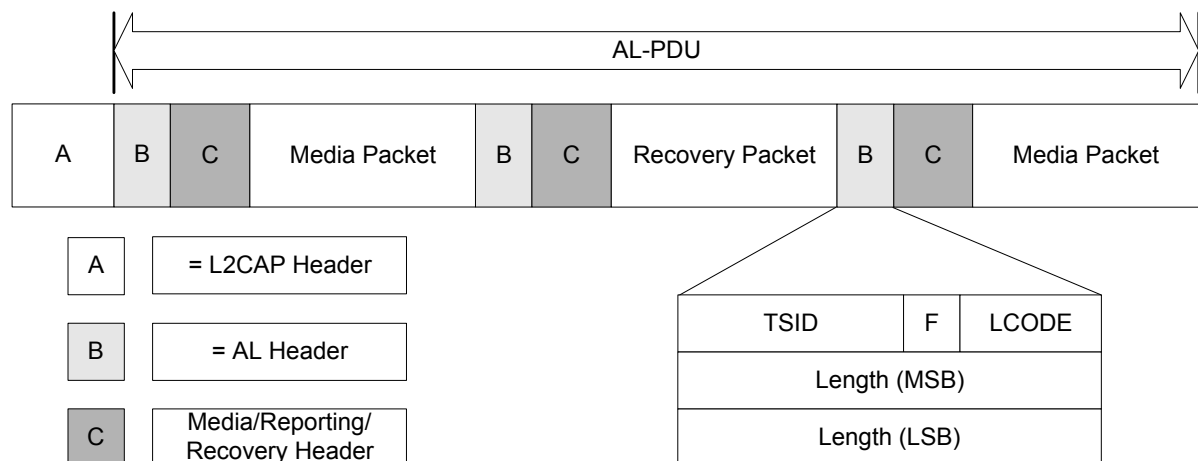 AL-PDU
A B C Media Packet B C Recovery Packet B C Media Packet
A = L2CAP Header
B = AL Header
C Media/Reporting/
Recovery Header
TSID F LCODE
Length (MSB)
Length (LSB)